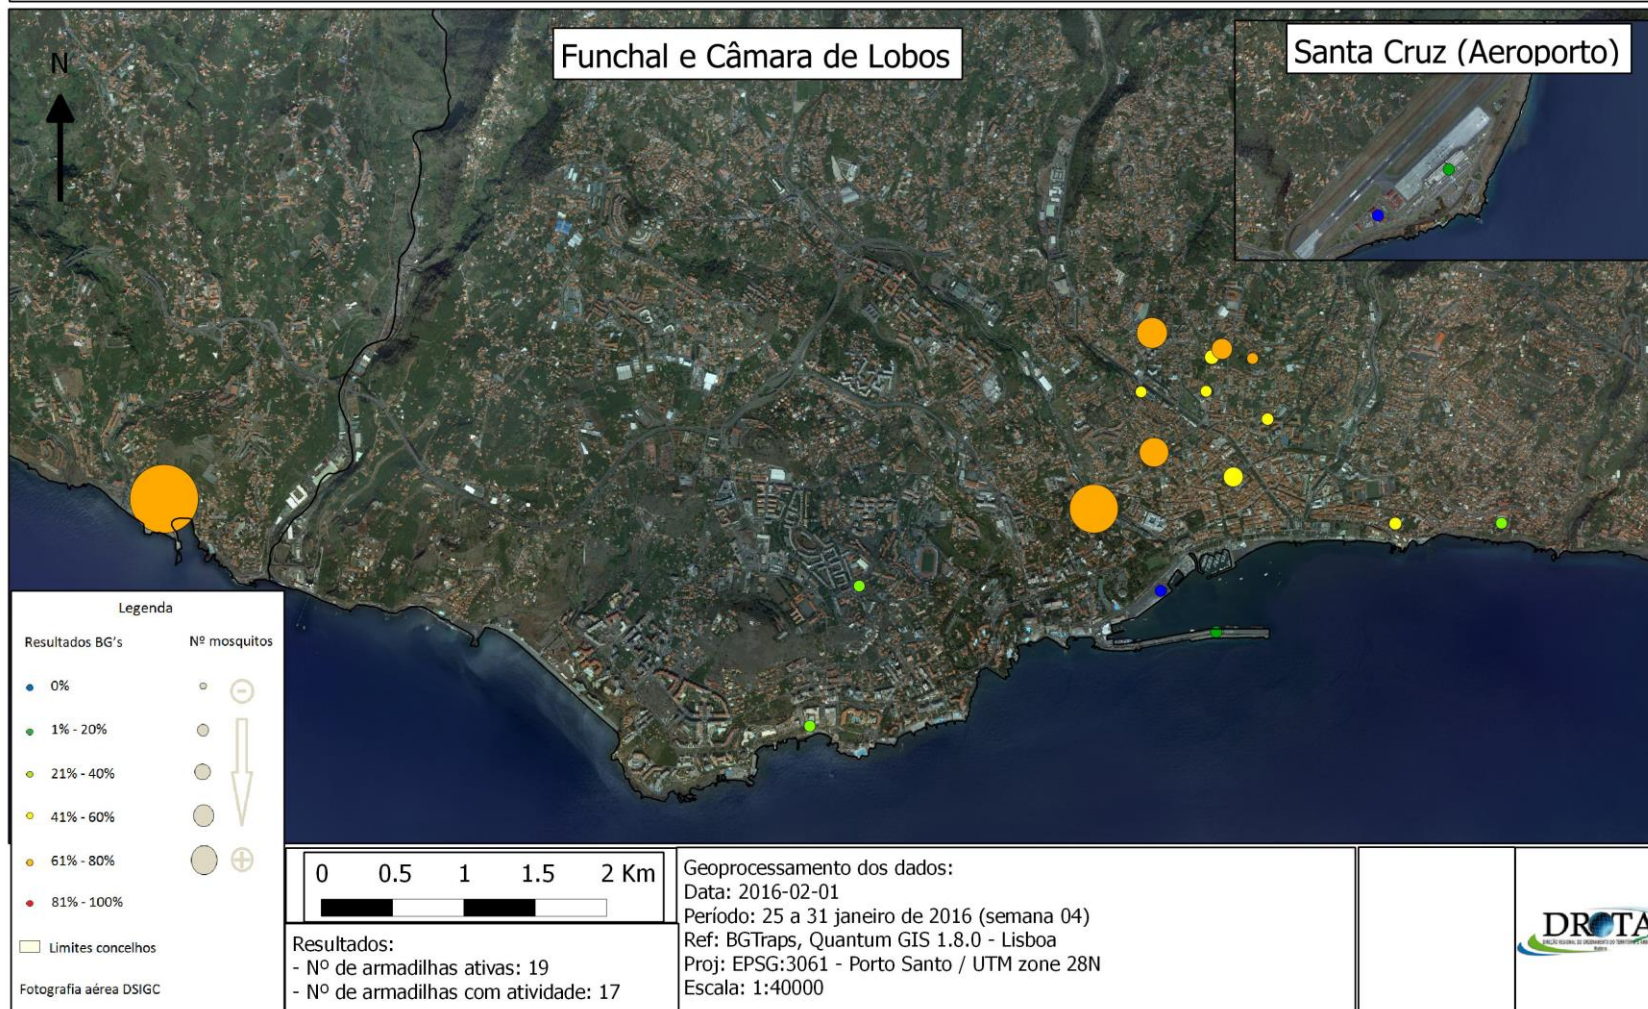 Funchal e Câmara de Lobos
Santa Cruz (Aeroporto)
N
Legenda
Resultados BG's
Nº mosquitos
0%
1% - 20%
21% - 40%
41% - 60%
61% - 80%
81% - 100%
Limites concelhos
Fotografia aérea DSIGC
0 0.5 1 1.5 2 Km
Resultados:
- Nº de armadilhas ativas: 19
- Nº de armadilhas com atividade: 17
Geoprocessamento dos dados:
Data: 2016-02-01
Período: 25 a 31 janeiro de 2016 (semana 04)
Ref: BGTraps, Quantum GIS 1.8.0 - Lisboa
Proj: EPSG:3061 - Porto Santo / UTM zone 28N
Escala: 1:40000
DROTA